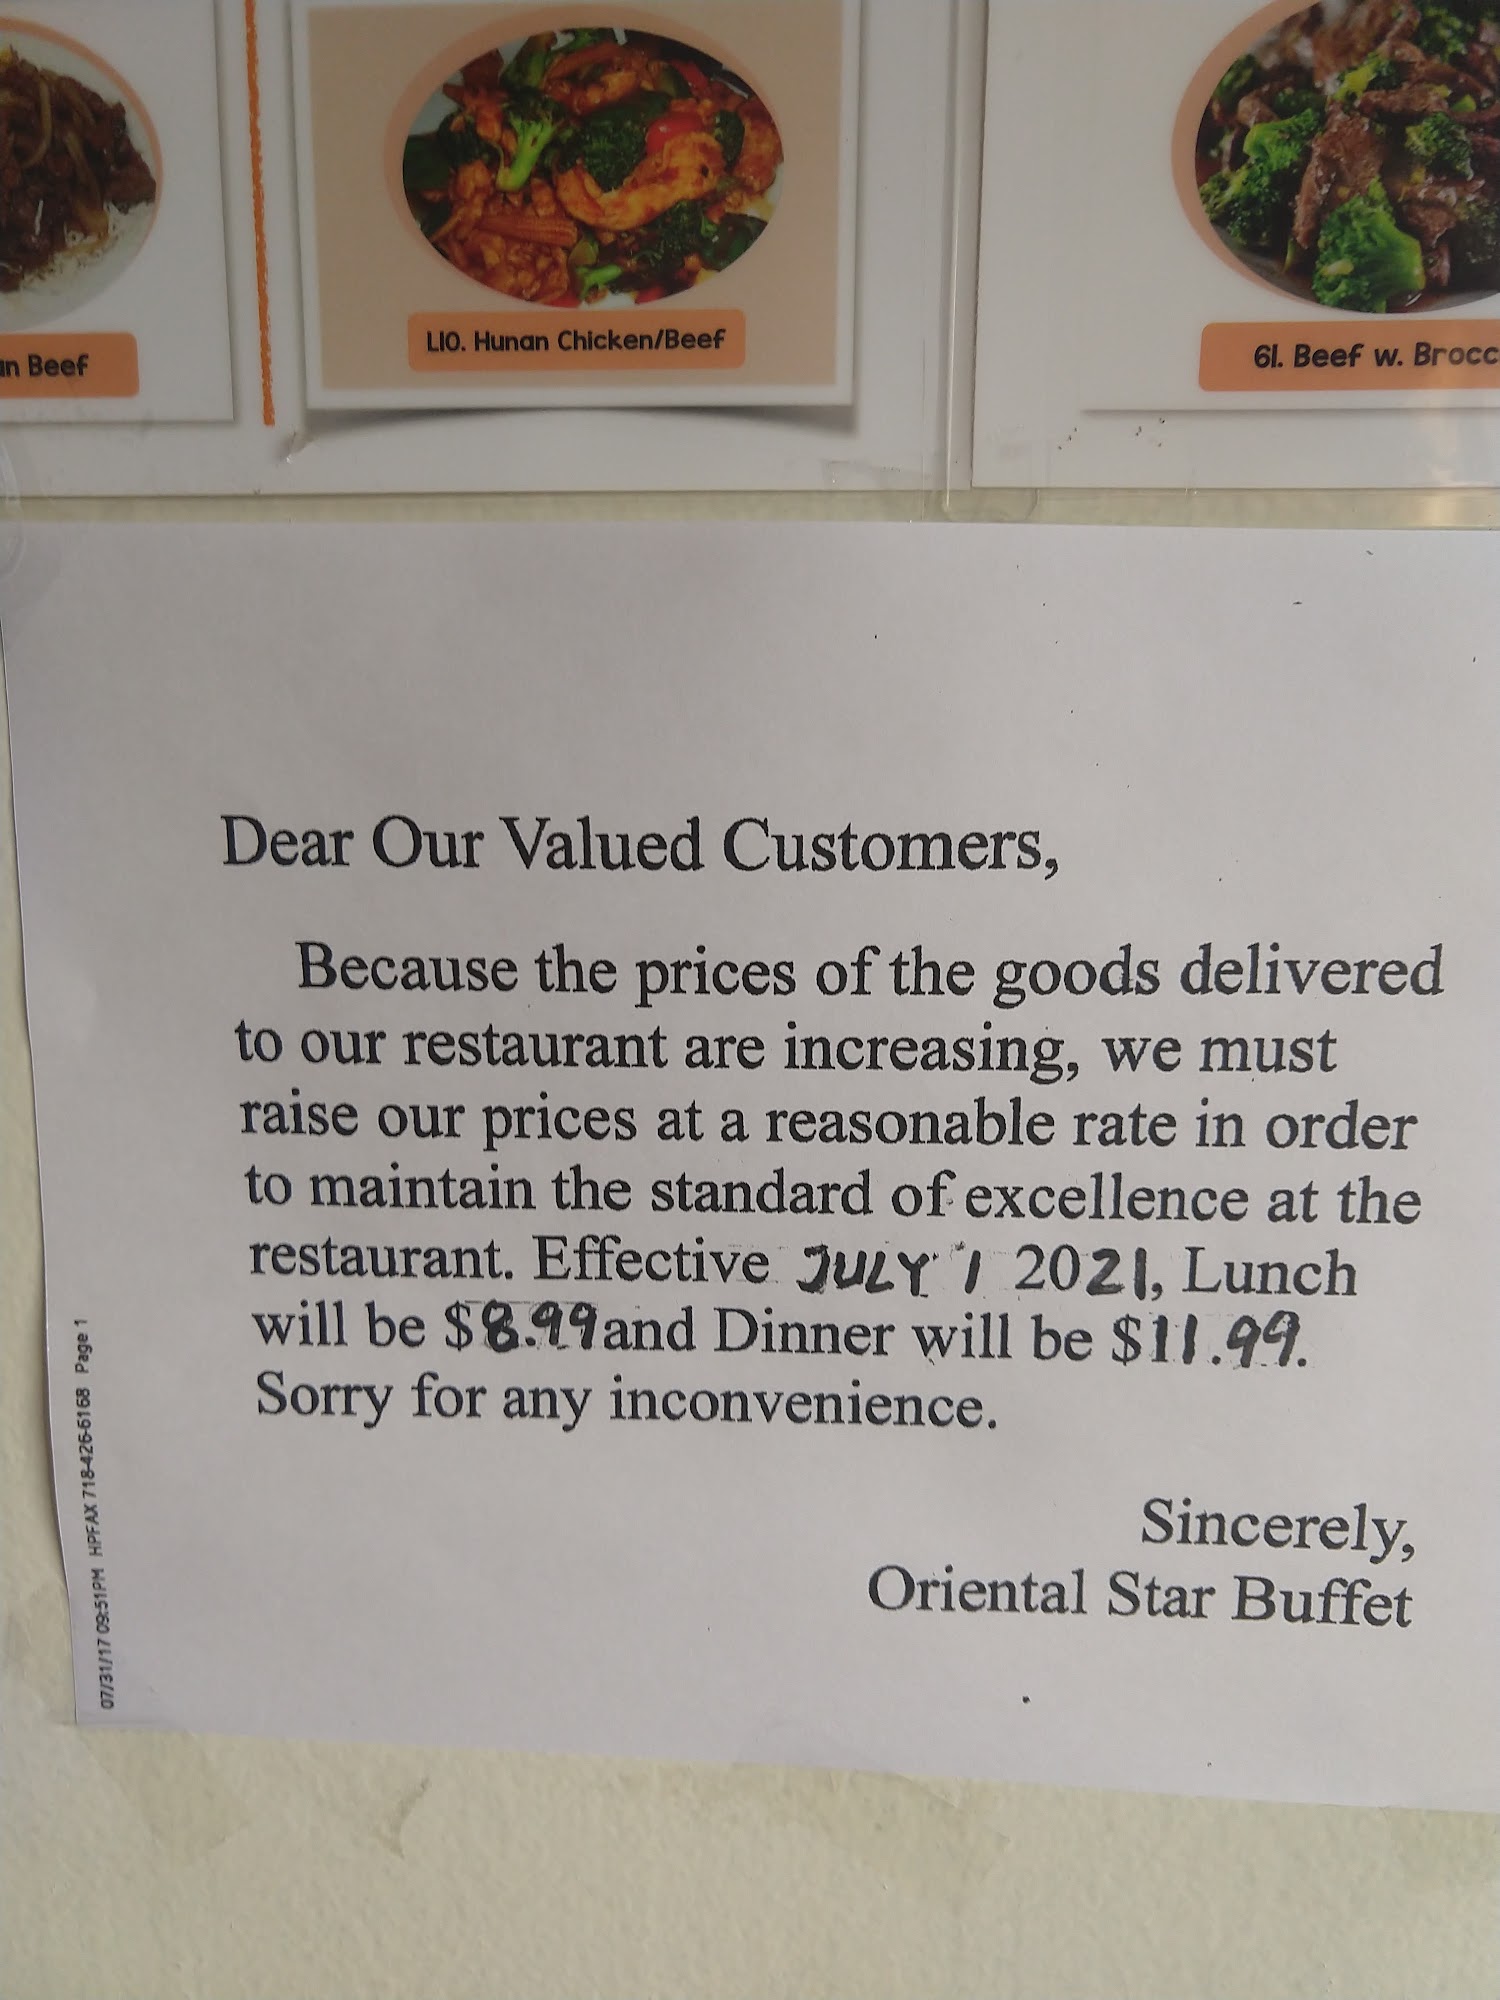 an Beef
L10. Hunan Chicken/Beef
61. Beef w. Brocc
Dear Our Valued Customers,
Because the prices of the goods delivered
to our restaurant are increasing, we must
raise our prices at a reasonable rate in order
to maintain the standard of excellence at the
restaurant. Effective JULY 1 2021, Lunch
will be $8.99 and Dinner will be $11.99.
Sorry for any inconvenience.
Sincerely,
Oriental Star Buffet
07/31/17 09:51PM HPFAX 718-426-6168 Page 1